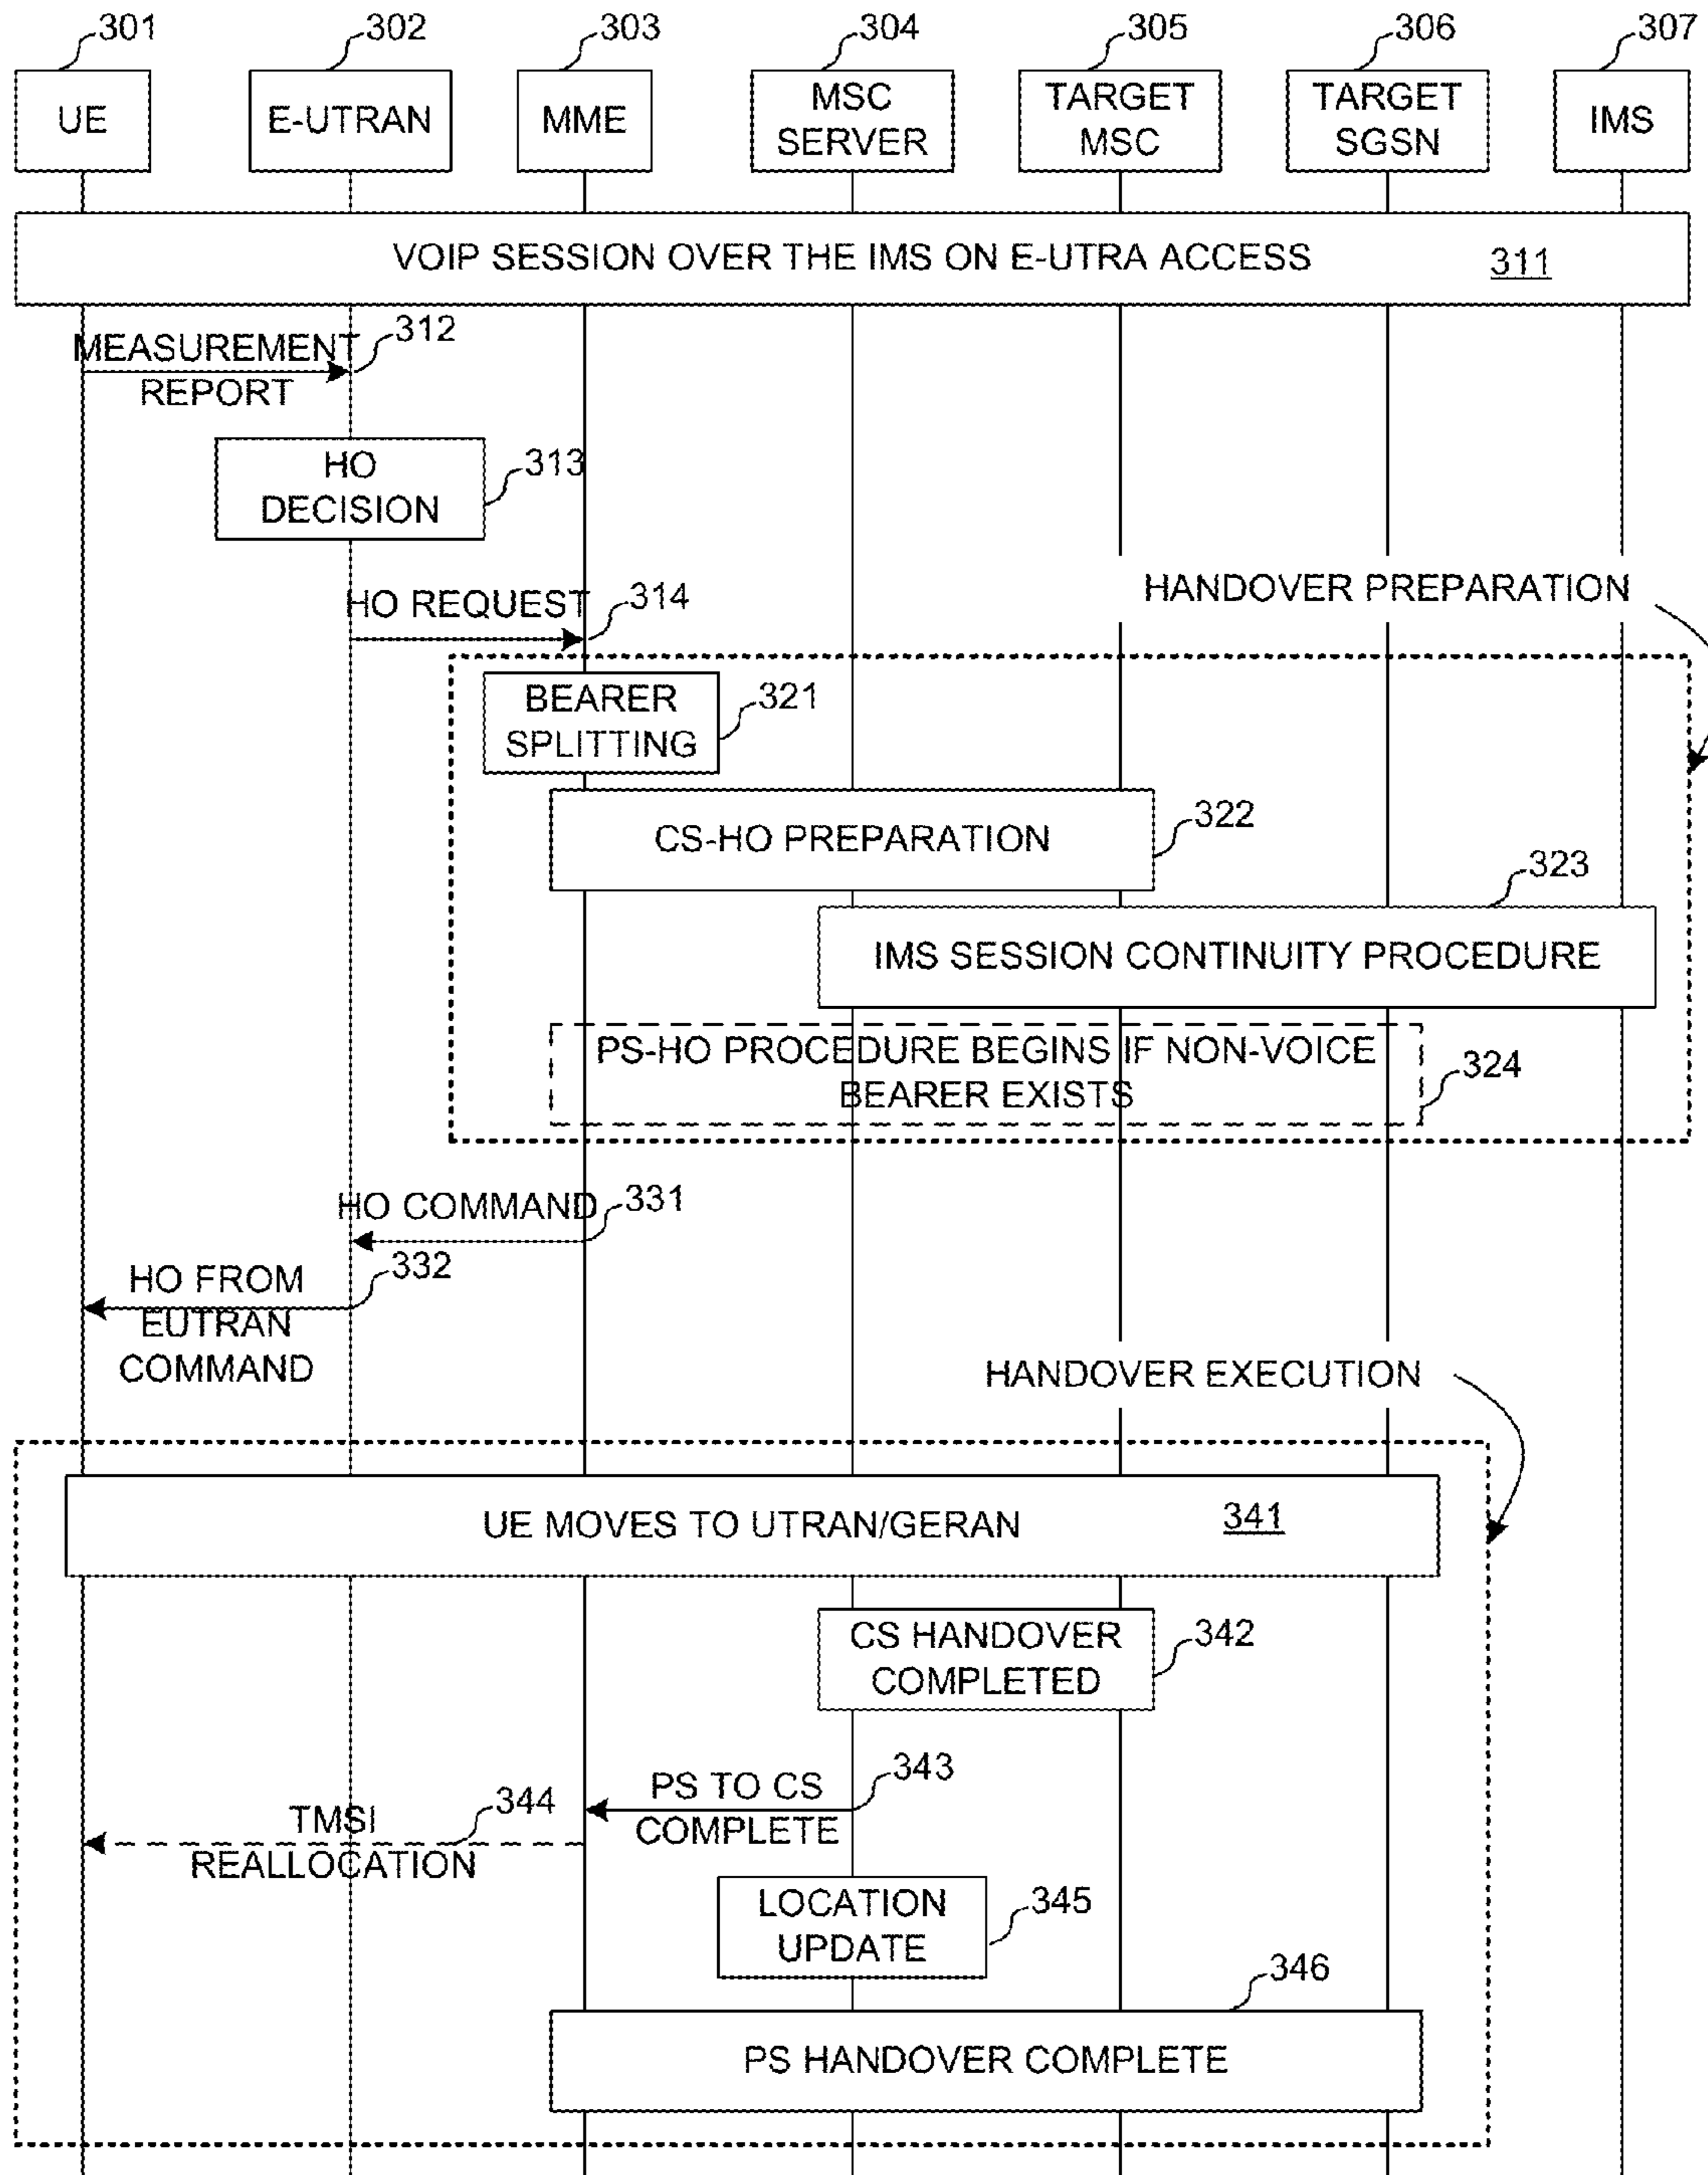 301
302
303
304
305
306
307
UE
E-UTRAN
MME
MSC
SERVER
TARGET
MSC
TARGET
SGSN
IMS
VOIP SESSION OVER THE IMS ON E-UTRA ACCESS
311
MEASUREMENT
REPORT
312
HO
DECISION
313
HO REQUEST
314
HANDOVER PREPARATION
BEARER
SPLITTING
321
CS-HO PREPARATION
322
323
IMS SESSION CONTINUITY PROCEDURE
PS-HO PROCEDURE BEGINS IF NON-VOICE
BEARER EXISTS
324
HO COMMAND
331
HO FROM
EUTRAN
COMMAND
332
HANDOVER EXECUTION
UE MOVES TO UTRAN/GERAN
341
CS HANDOVER
COMPLETED
342
PS TO CS
COMPLETE
343
TMSI
REALLOCATION
344
LOCATION
UPDATE
345
346
PS HANDOVER COMPLETE